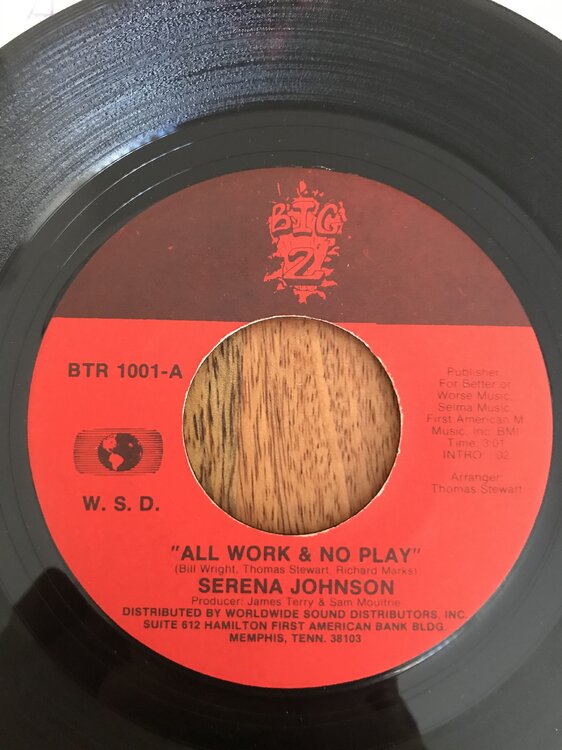 BIG
2
BTR 1001-A
Publisher
For Better or
Worse Music,
Selma Music,
First American M
Music, Inc. BMI
Time: 3:01
INTRO: 02
Arranger
Thomas Stewart
W. S. D.
"ALL WORK & NO PLAY"
(Bill Wright, Thomas Stewart, Richard Marks)
SERENA JOHNSON
Producer: James Terry & Sam Mouitrie
DISTRIBUTED BY WORLDWIDE SOUND DISTRIBUTORS, INC.
SUITE 612 HAMILTON FIRST AMERICAN BANK BLDG.
MEMPHIS, TENN. 38103